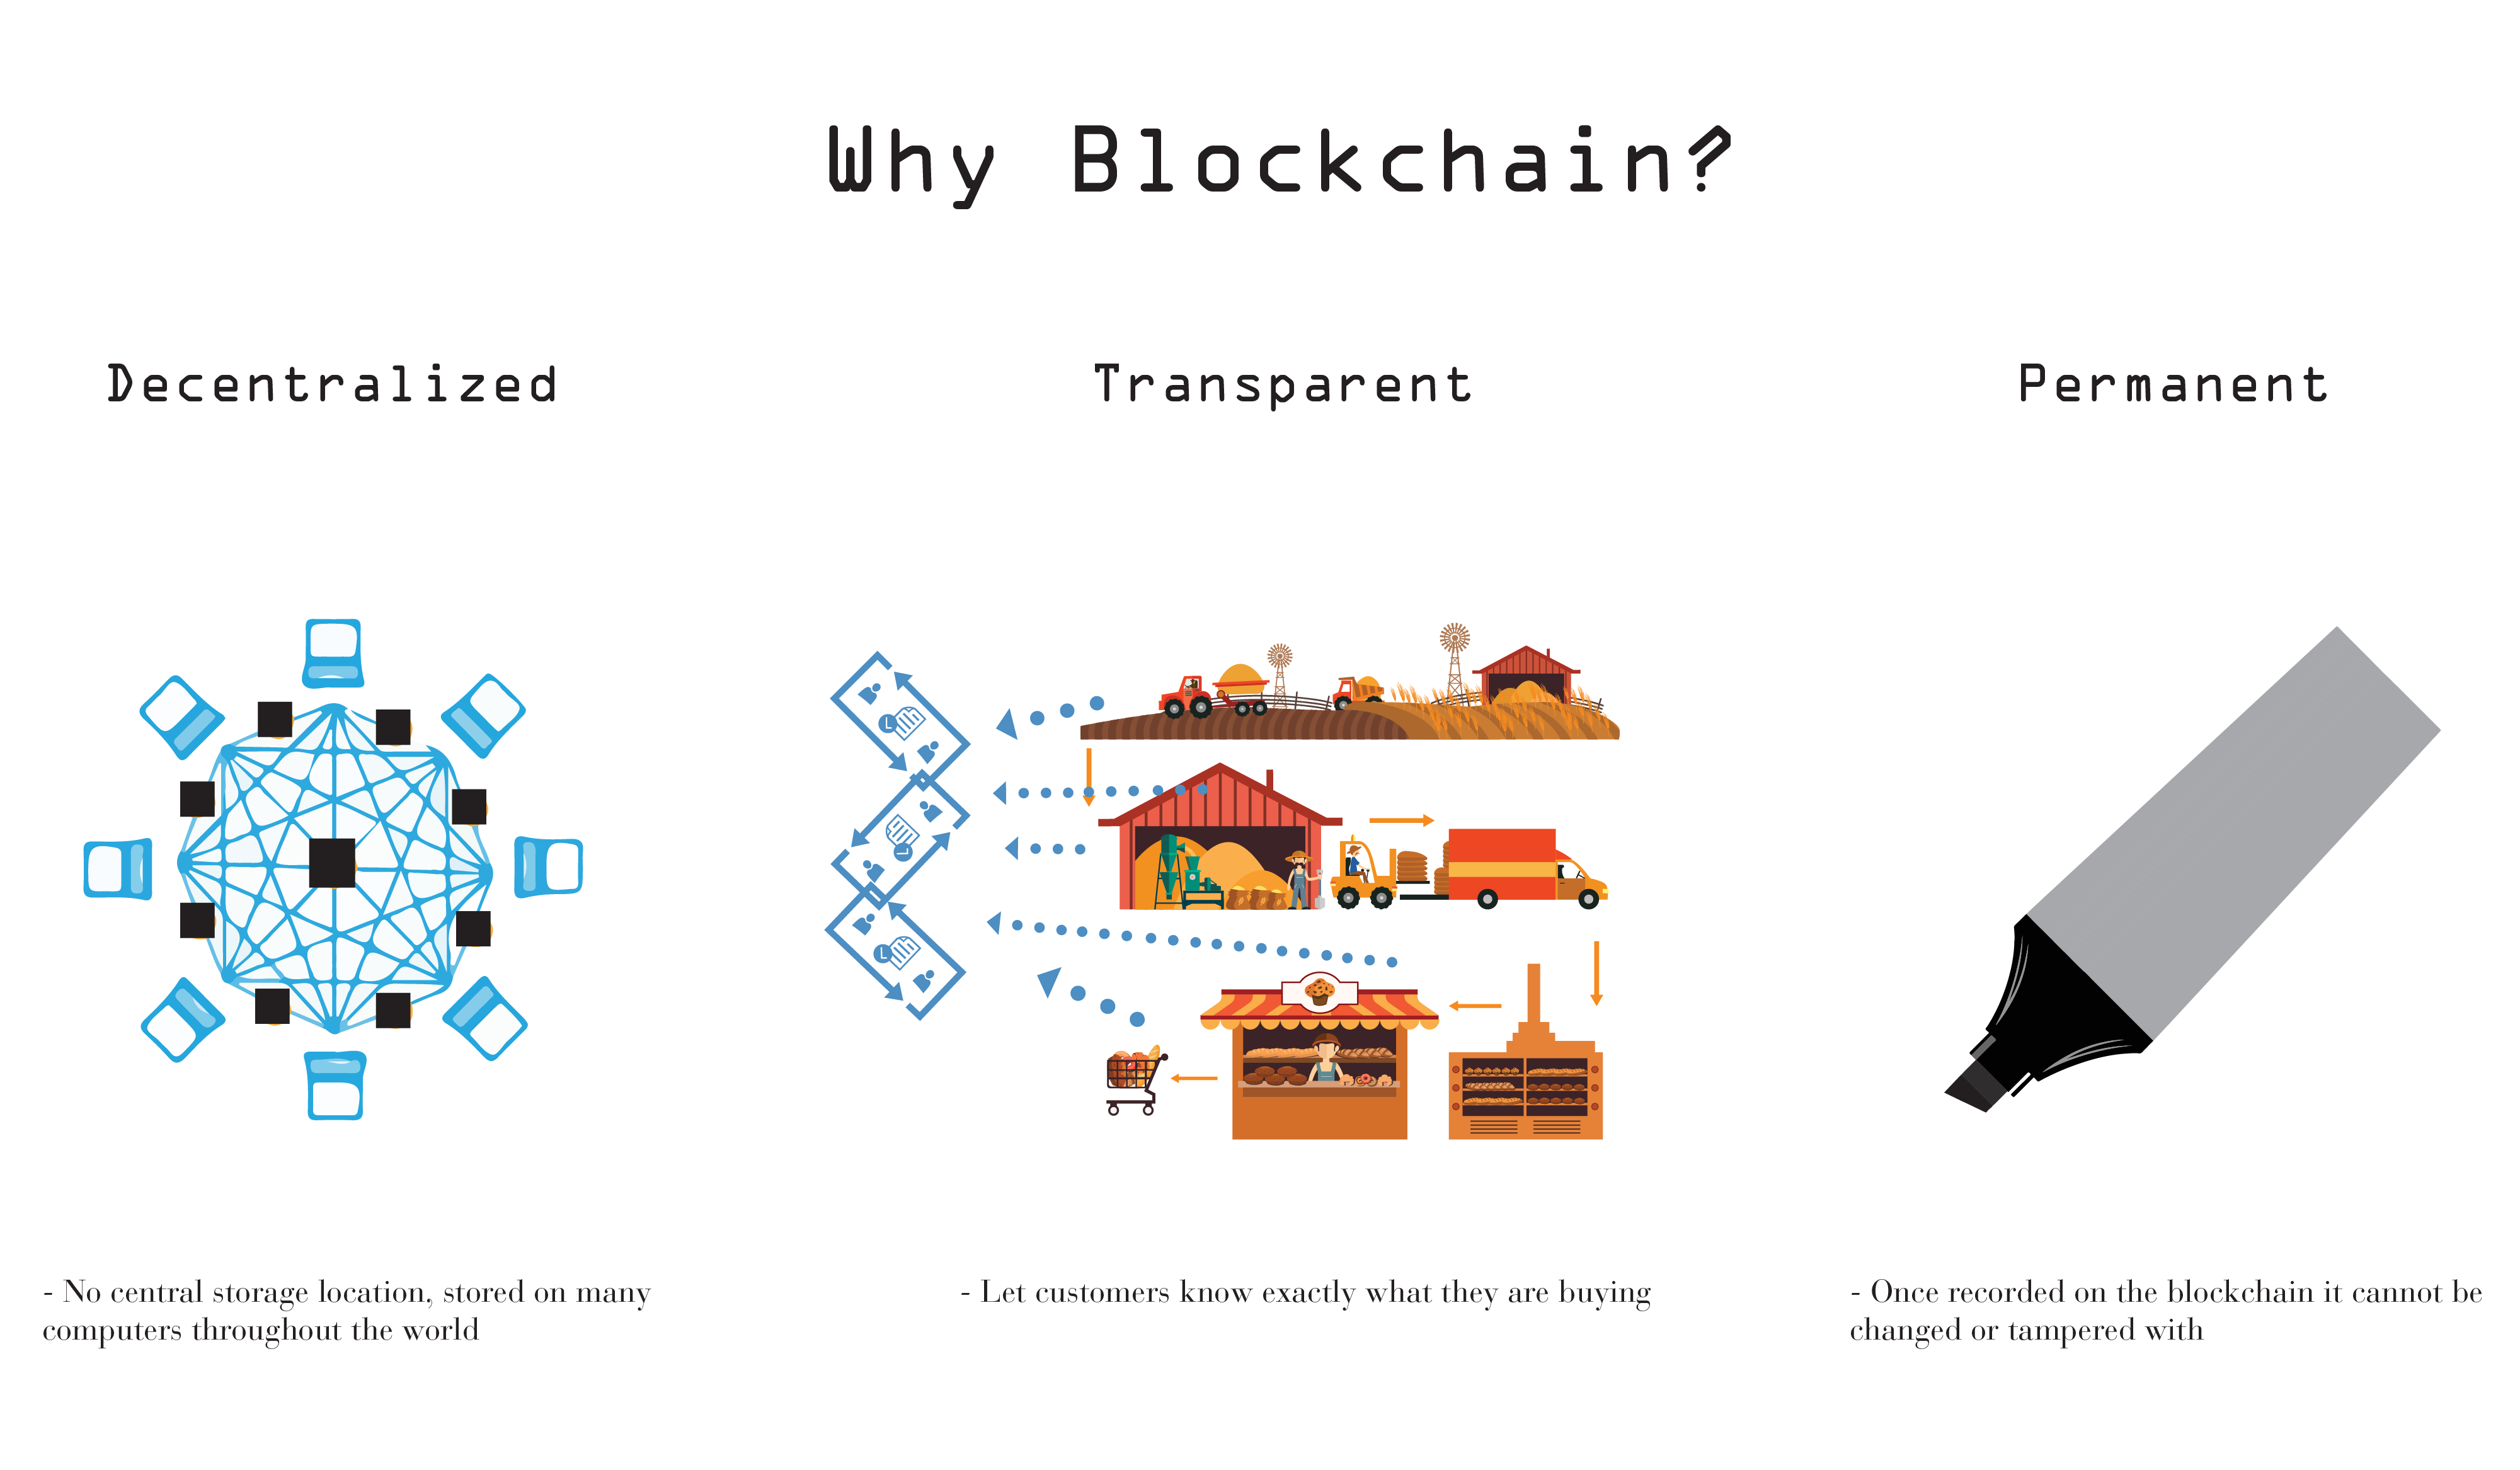 Why Blockchain?
Decentralized
Transparent
Permanent
- No central storage location, stored on many
computers throughout the world
- Let customers know exactly what they are buying
- Once recorded on the blockchain it cannot be
changed or tampered with